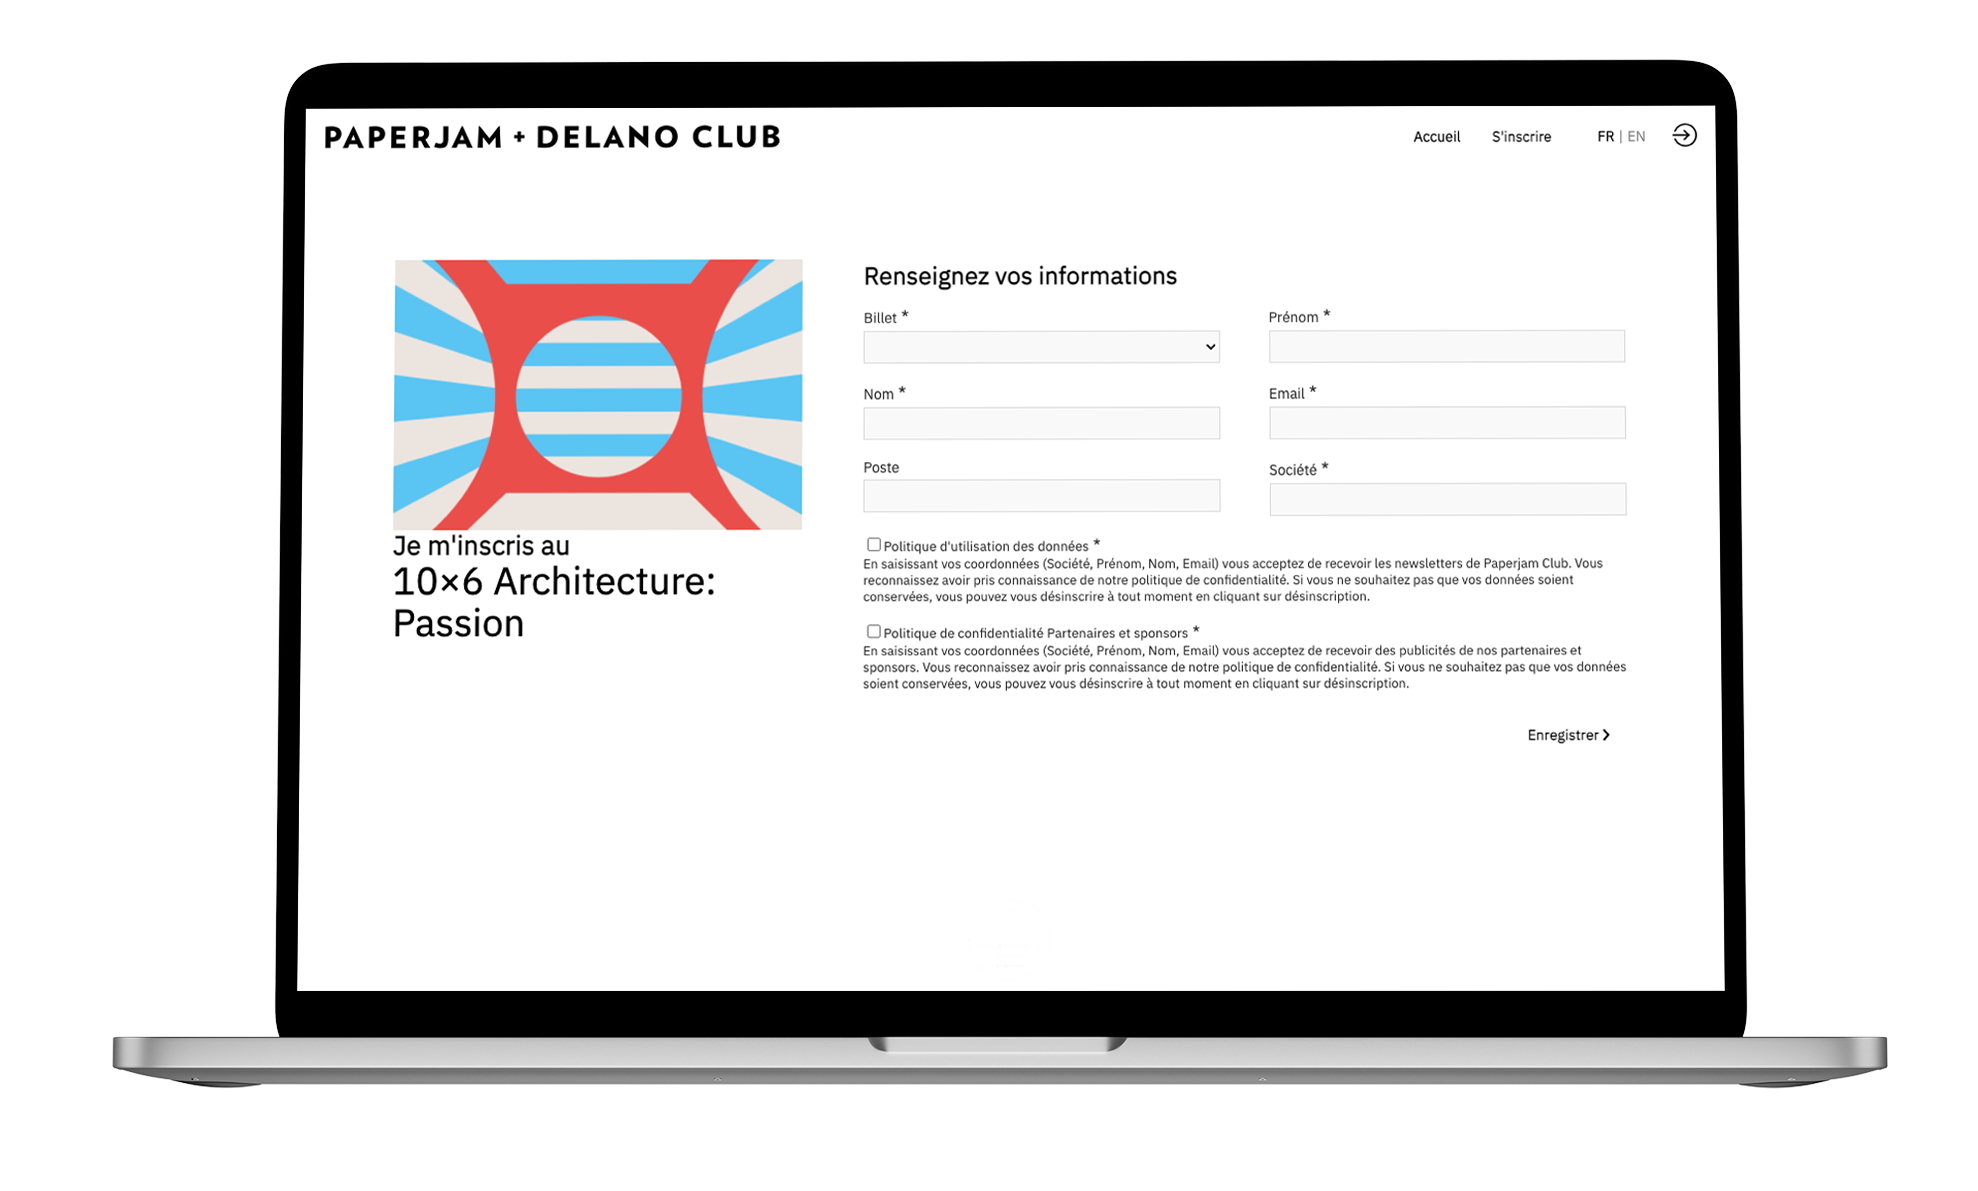 PAPERJAM + DELANO CLUB
Accueil S'inscrire FR | EN
Je m'inscris au
10×6 Architecture:
Passion
Renseignez vos informations
Billet *
Prénom *
Nom *
Email *
Poste
Société *
Politique d'utilisation des données *
En saisissant vos coordonnées (Société, Prénom, Nom, Email) vous acceptez de recevoir les newsletters de Paperjam Club. Vous
reconnaissez avoir pris connaissance de notre politique de confidentialité. Si vous ne souhaitez pas que vos données soient
conservées, vous pouvez vous désinscrire à tout moment en cliquant sur désinscription.
Politique de confidentialité Partenaires et sponsors *
En saisissant vos coordonnées (Société, Prénom, Nom, Email) vous acceptez de recevoir des publicités de nos partenaires et
sponsors. Vous reconnaissez avoir pris connaissance de notre politique de confidentialité. Si vous ne souhaitez pas que vos données
soient conservées, vous pouvez vous désinscrire à tout moment en cliquant sur désinscription.
Enregistrer